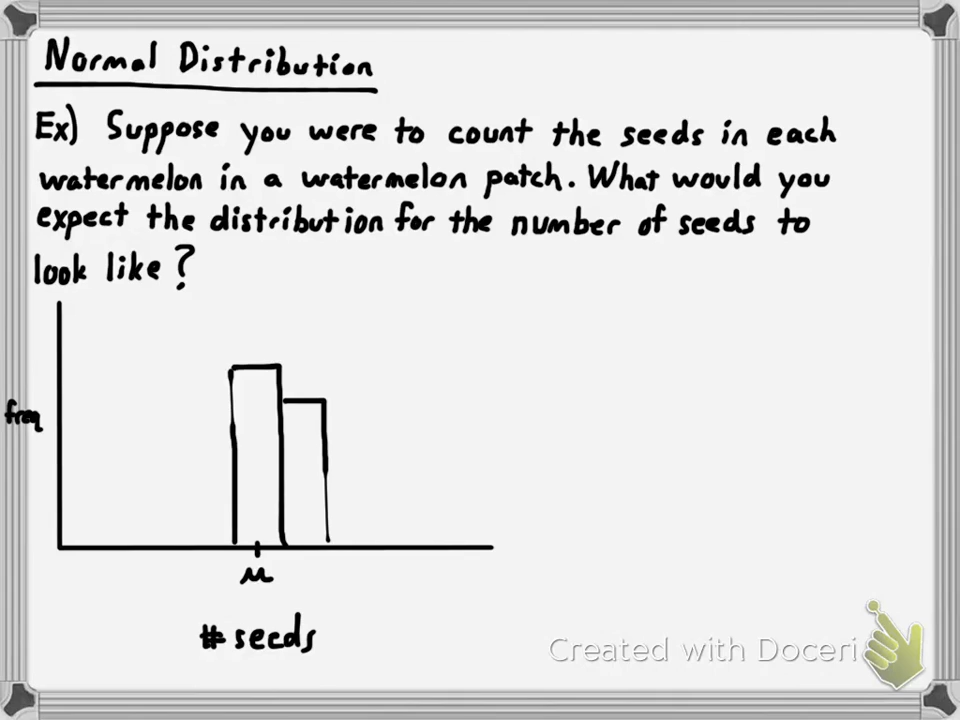 Normal Distribution
Ex) Suppose you were to count the seeds in each
watermelon in a watermelon patch. What would you
expect the distribution for the number of seeds to
look like?
freq
μ
# seeds
Created with Doceri